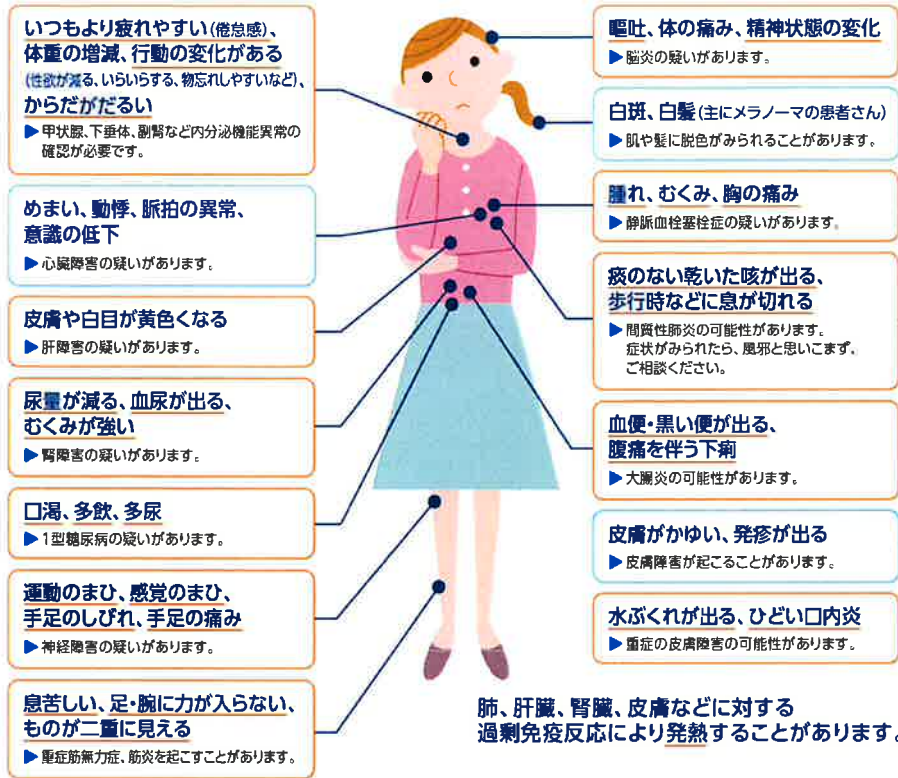 いつもより疲れやすい(倦怠感)、
体重の増減、行動の変化がある
(性欲が減る、いらいらする、物忘れしやすいなど)、
からだがだるい
▶甲状腺、下垂体、副腎など内分泌機能異常の
確認が必要です。
めまい、動悸、脈拍の異常、
意識の低下
▶心臓障害の疑いがあります。
皮膚や白目が黄色くなる
▶肝障害の疑いがあります。
尿量が減る、血尿が出る、
むくみが強い
▶腎障害の疑いがあります。
口渇、多飲、多尿
▶1型糖尿病の疑いがあります。
運動のまひ、感覚のまひ、
手足のしびれ、手足の痛み
▶神経障害の疑いがあります。
息苦しい、足・腕に力が入らない、
ものが二重に見える
▶重症筋無力症、筋炎を起こすことがあります。
嘔吐、体の痛み、精神状態の変化
▶脳炎の疑いがあります。
白斑、白髪(主にメラノーマの患者さん)
▶肌や髪に脱色がみられることがあります。
腫れ、むくみ、胸の痛み
▶静脈血栓塞栓症の疑いがあります。
痰のない乾いた咳が出る、
歩行時などに息が切れる
▶間質性肺炎の可能性があります。
症状がみられたら、風邪と思いこまず、
ご相談ください。
血便・黒い便が出る、
腹痛を伴う下痢
▶大腸炎の可能性があります。
皮膚がかゆい、発疹が出る
▶皮膚障害が起こることがあります。
水ぶくれが出る、ひどい口内炎
▶重症の皮膚障害の可能性があります。
肺、肝臓、腎臓、皮膚などに対する
過剰免疫反応により発熱することがあります。